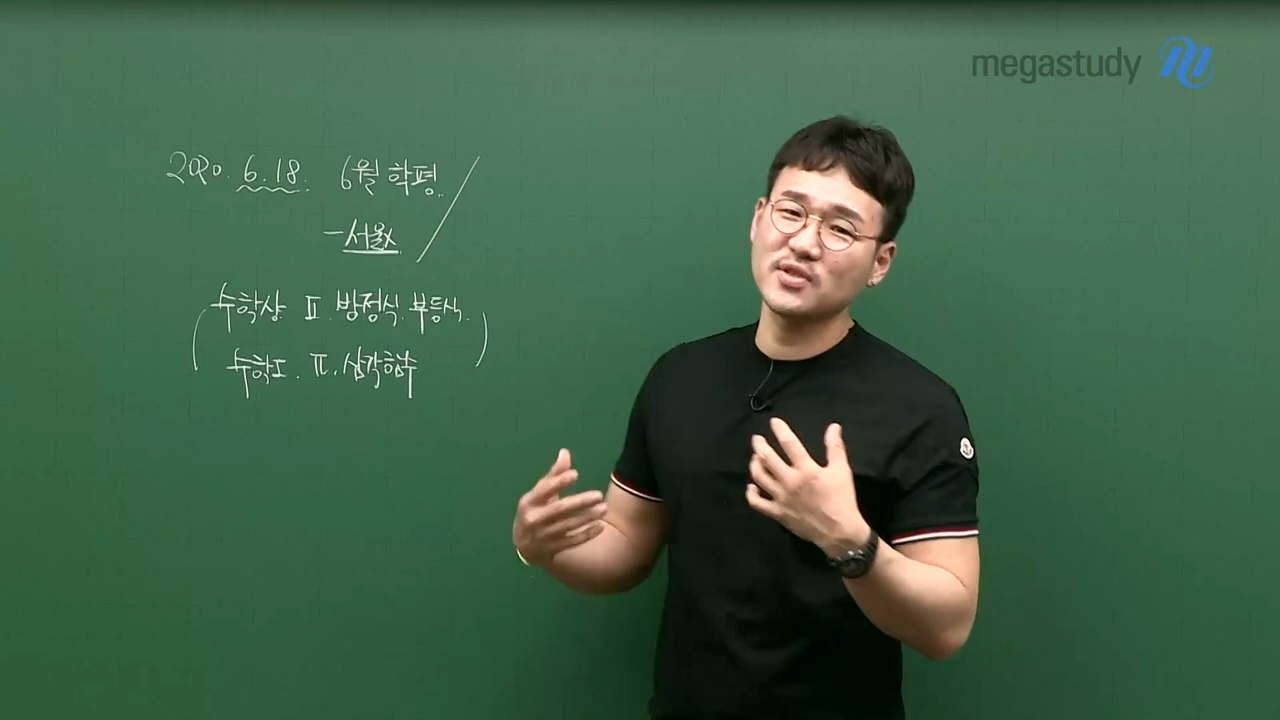 megastudy
2020. 6.18. 6월 학평.
-서울x.
수학상 Ⅱ. 방정식. 부등식.
수학Ⅰ. Ⅱ. 삼각함수